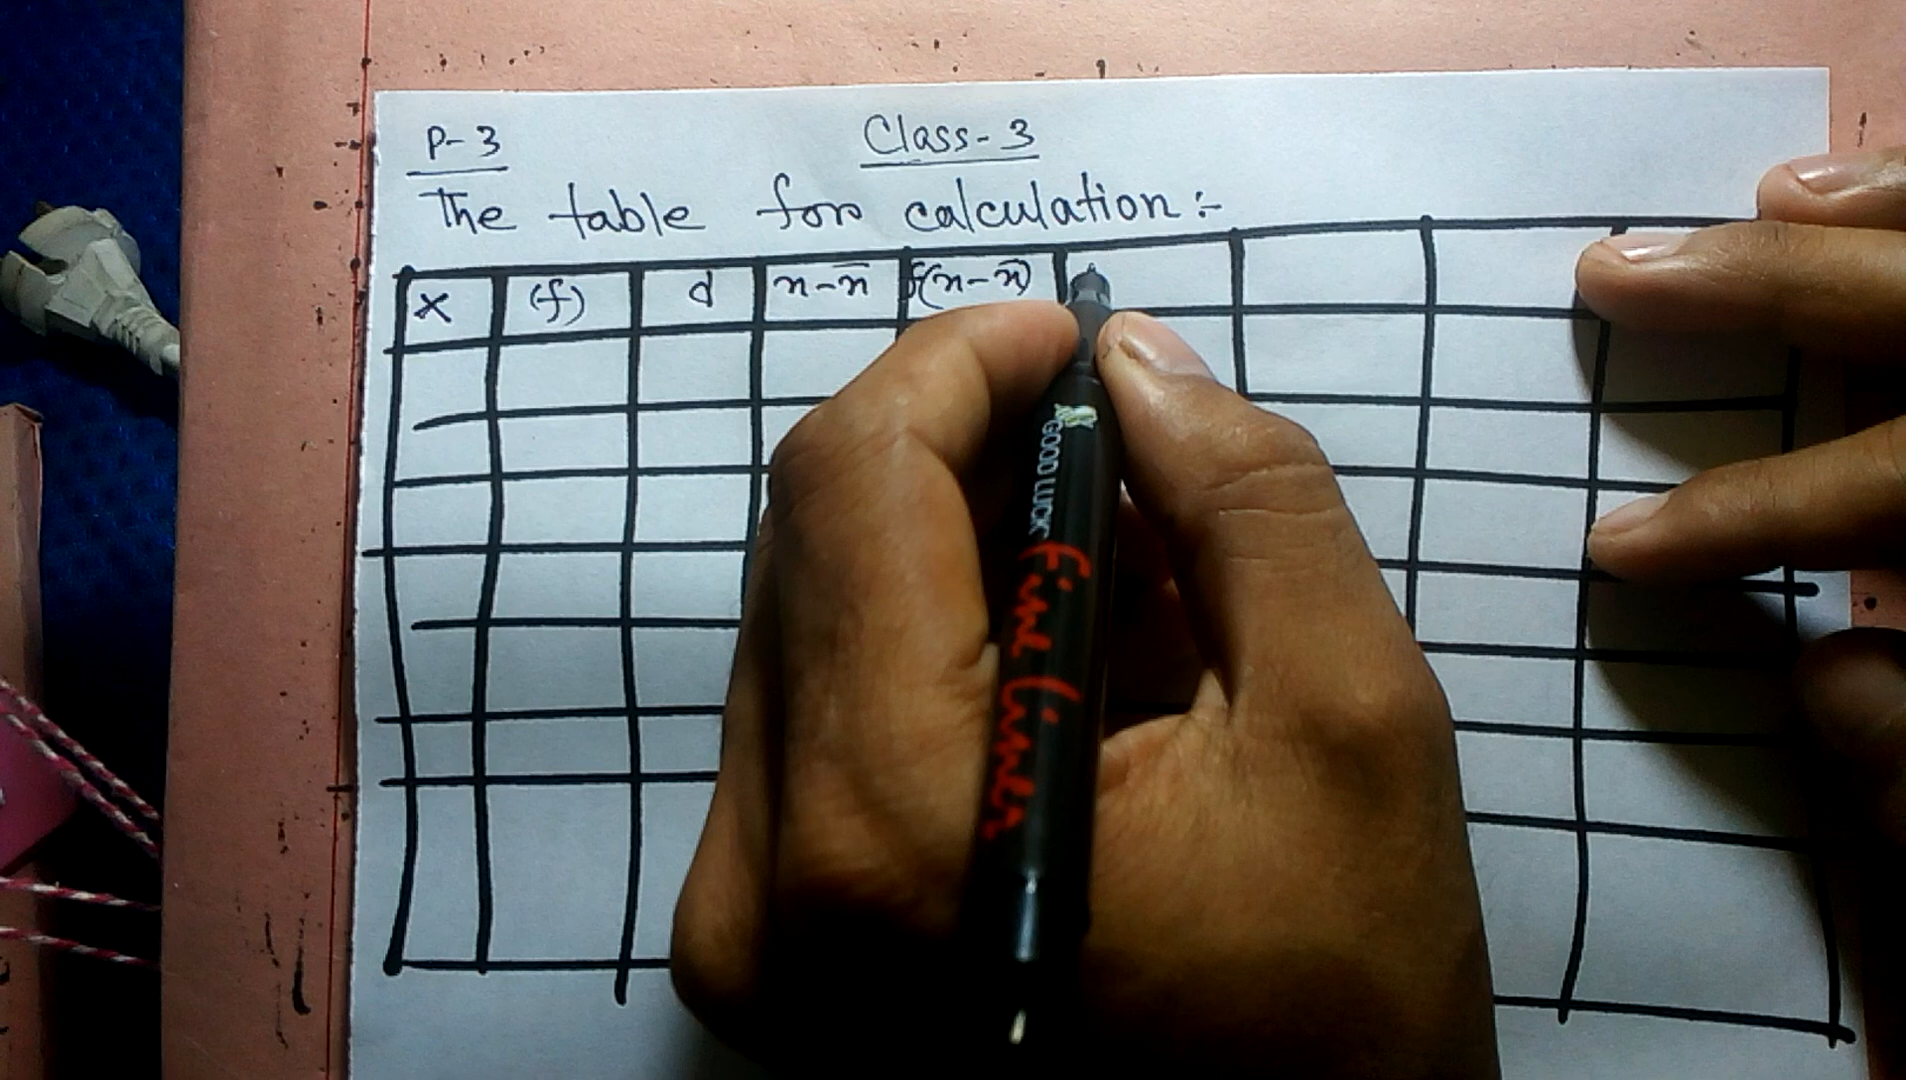 P-3
Class-3
The table for calculation:-
x (f) d n-n̄ f(n-n̄)
GOOD LUCK
Fine liner